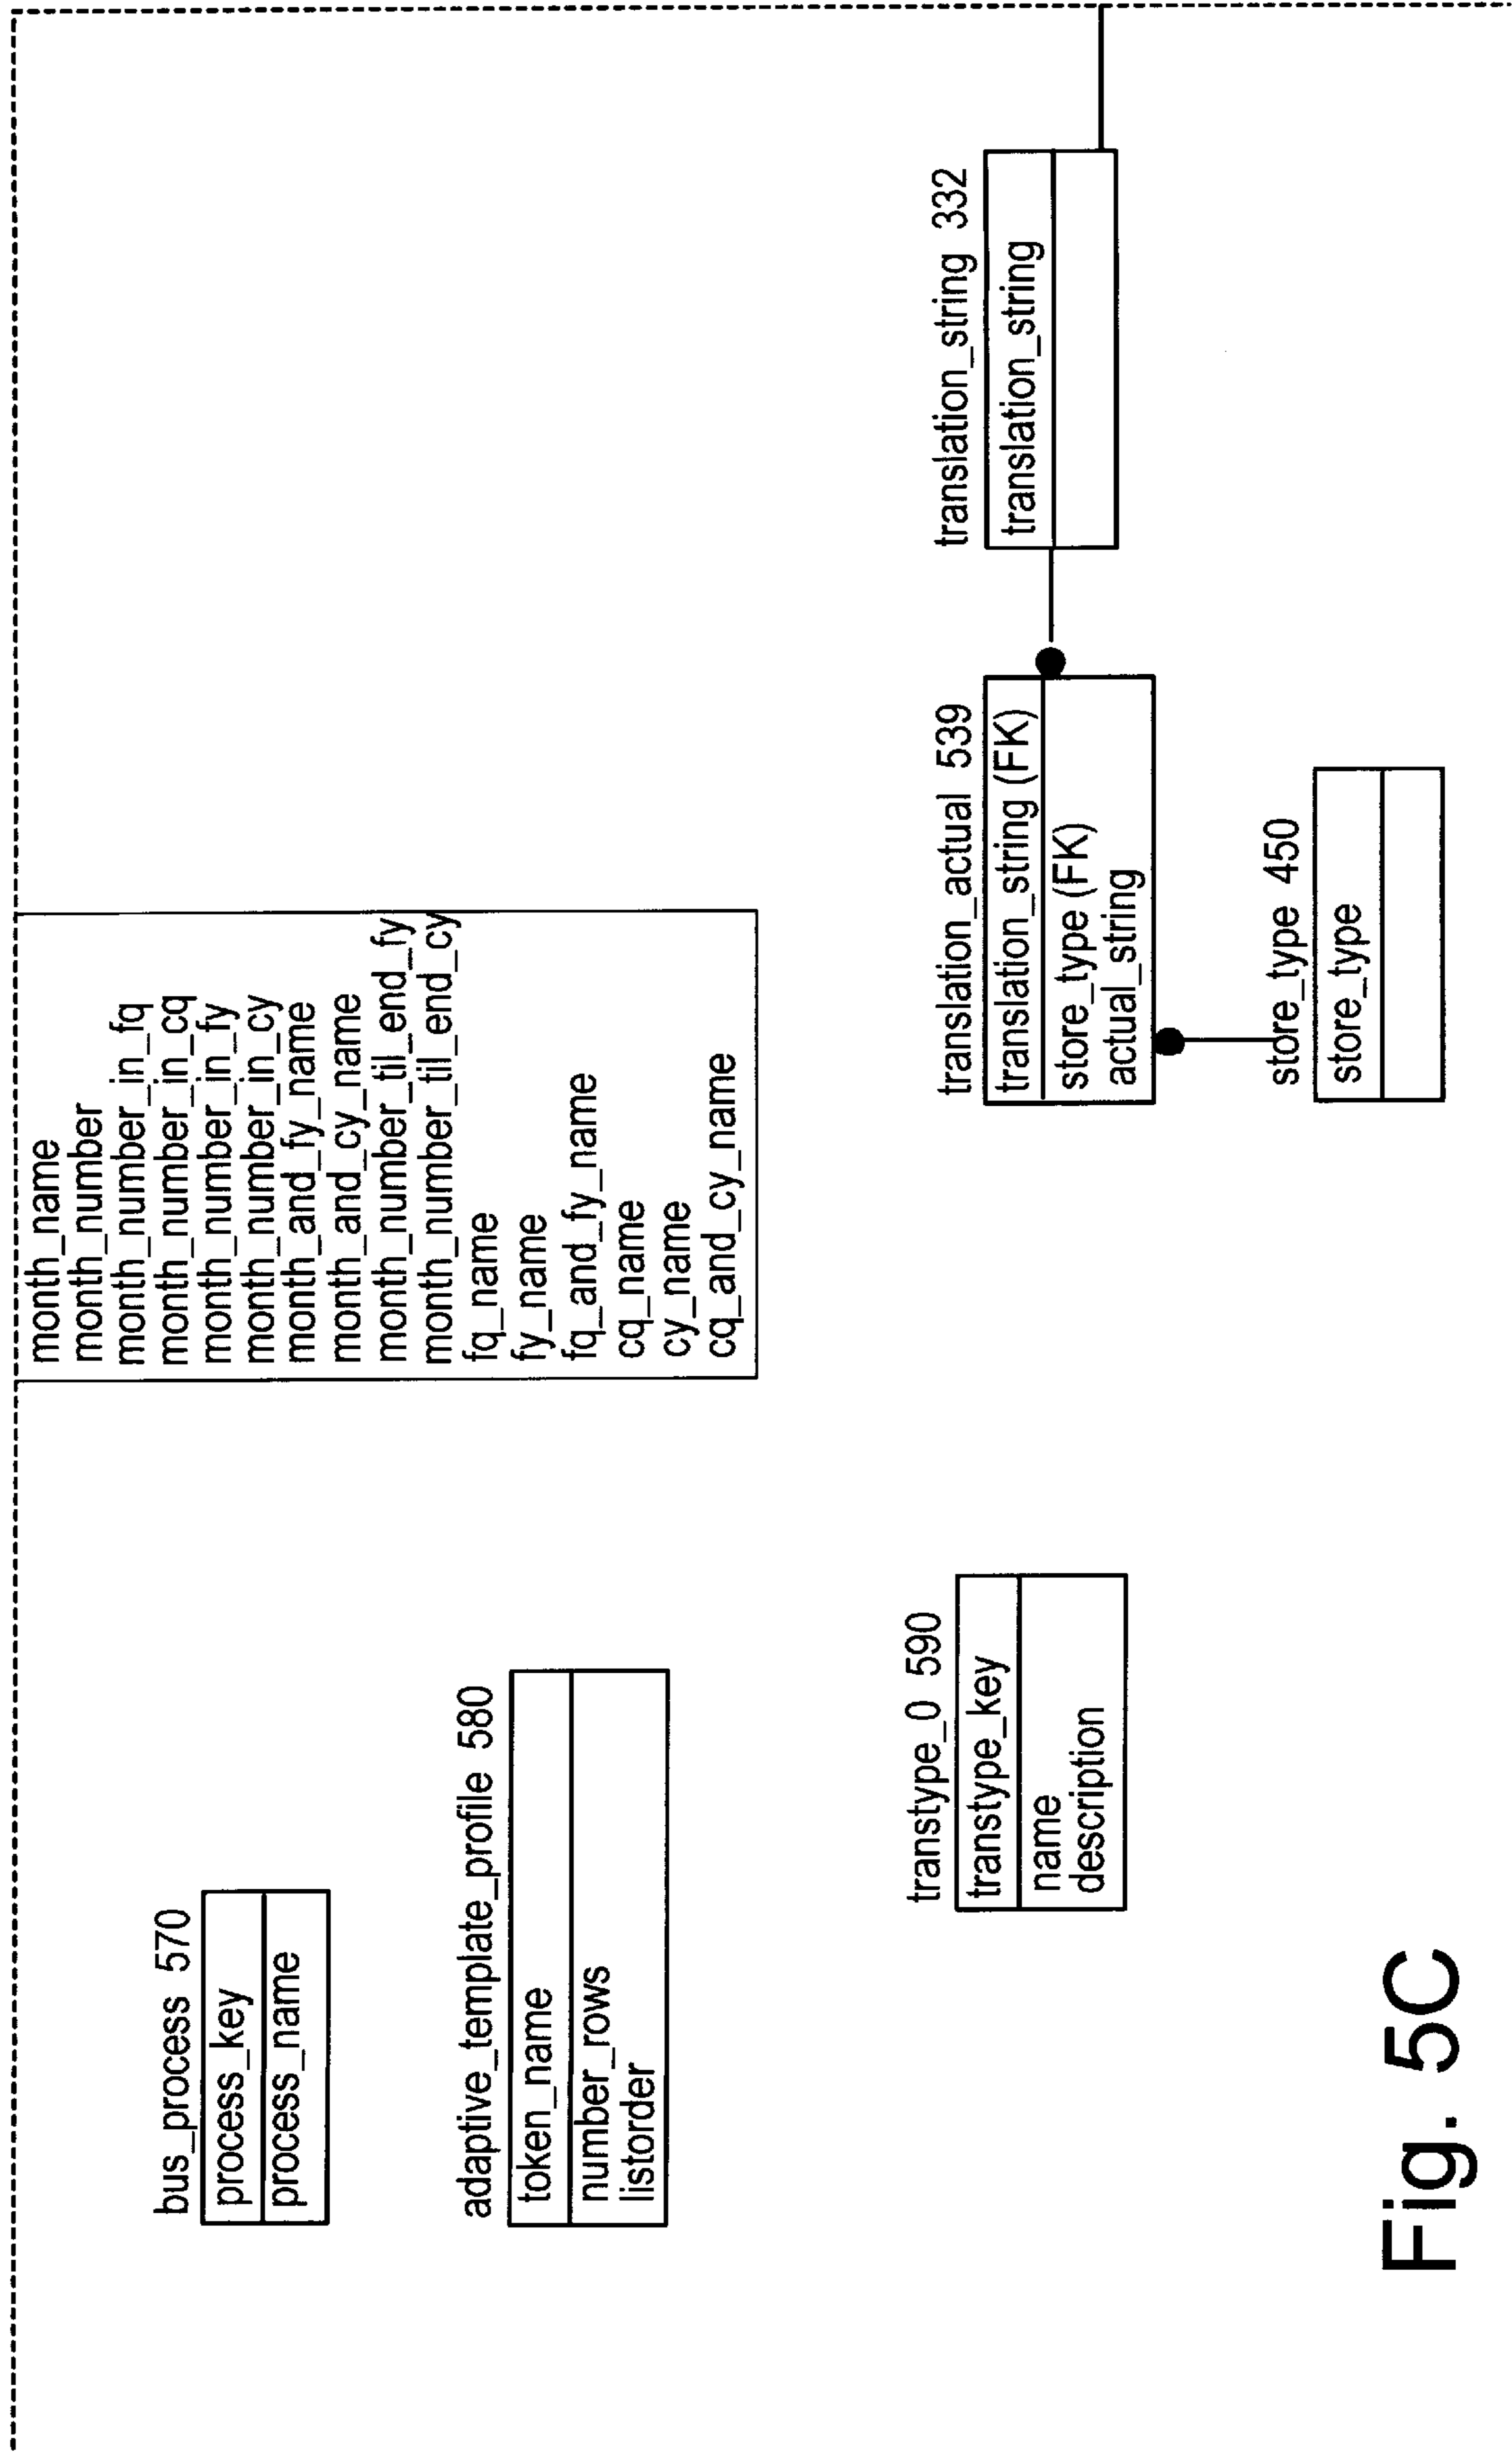 bus_process 570
process_key
process_name
adaptive_template_profile 580
token_name
number_rows
listorder
transtype_0 590
transtype_key
name
description
month_name
month_number
month_number_in_fq
month_number_in_cq
month_number_in_fy
month_number_in_cy
month_and_fy_name
month_and_cy_name
month_number_til_end_fy
month_number_til_end_cy
fq_name
fy_name
fq_and_fy_name
cq_name
cy_name
cq_and_cy_name
translation_actual 539
translation_string (FK)
store_type (FK)
actual_string
store_type 450
store_type
translation_string 332
translation_string
Fig. 5C